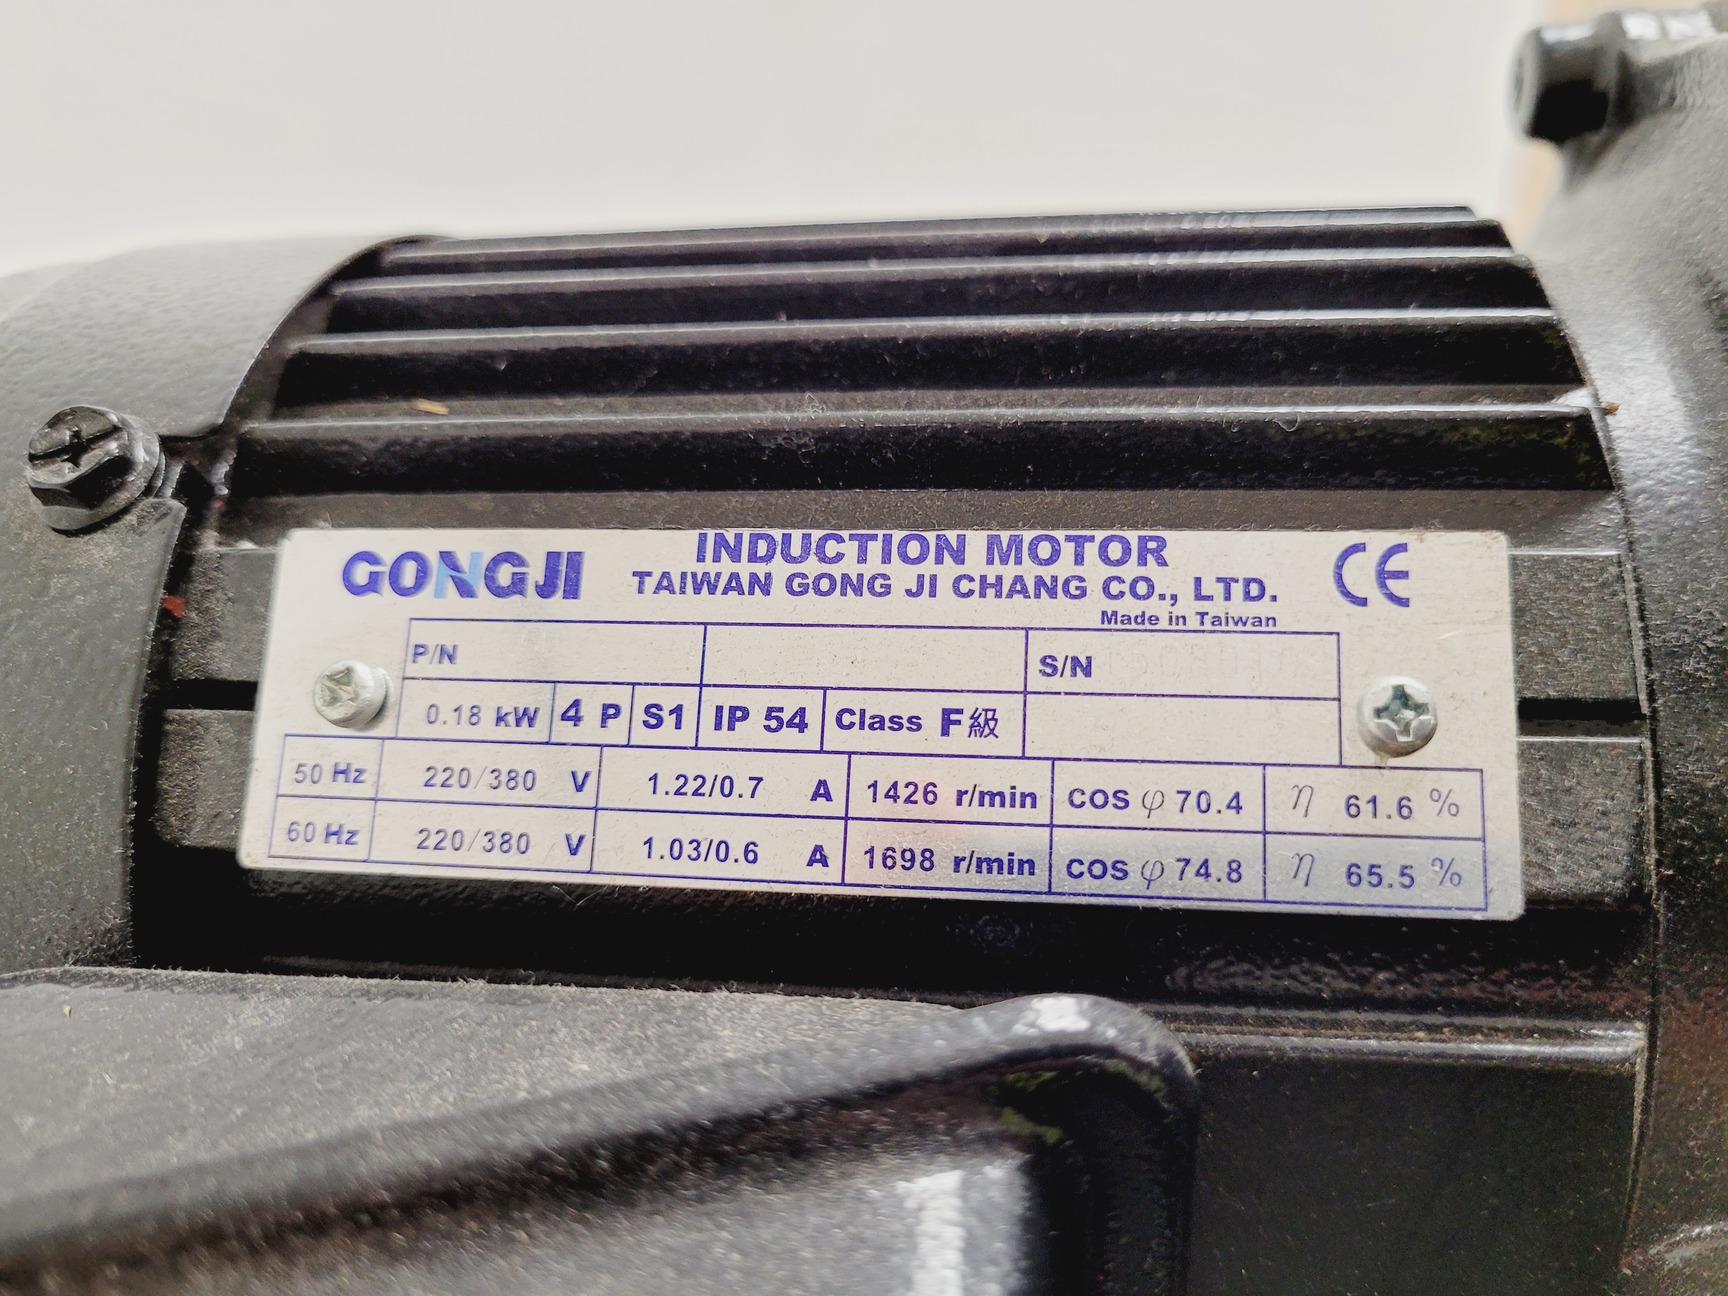 GONGJI
INDUCTION MOTOR
TAIWAN GONG JI CHANG CO., LTD.
CE
Made in Taiwan
P/N S/N
0.18 kW 4 P S1 IP 54 Class F級
50 Hz 220/380 V 1.22/0.7 A 1426 r/min cos φ 70.4 η 61.6 %
60 Hz 220/380 V 1.03/0.6 A 1698 r/min cos φ 74.8 η 65.5 %